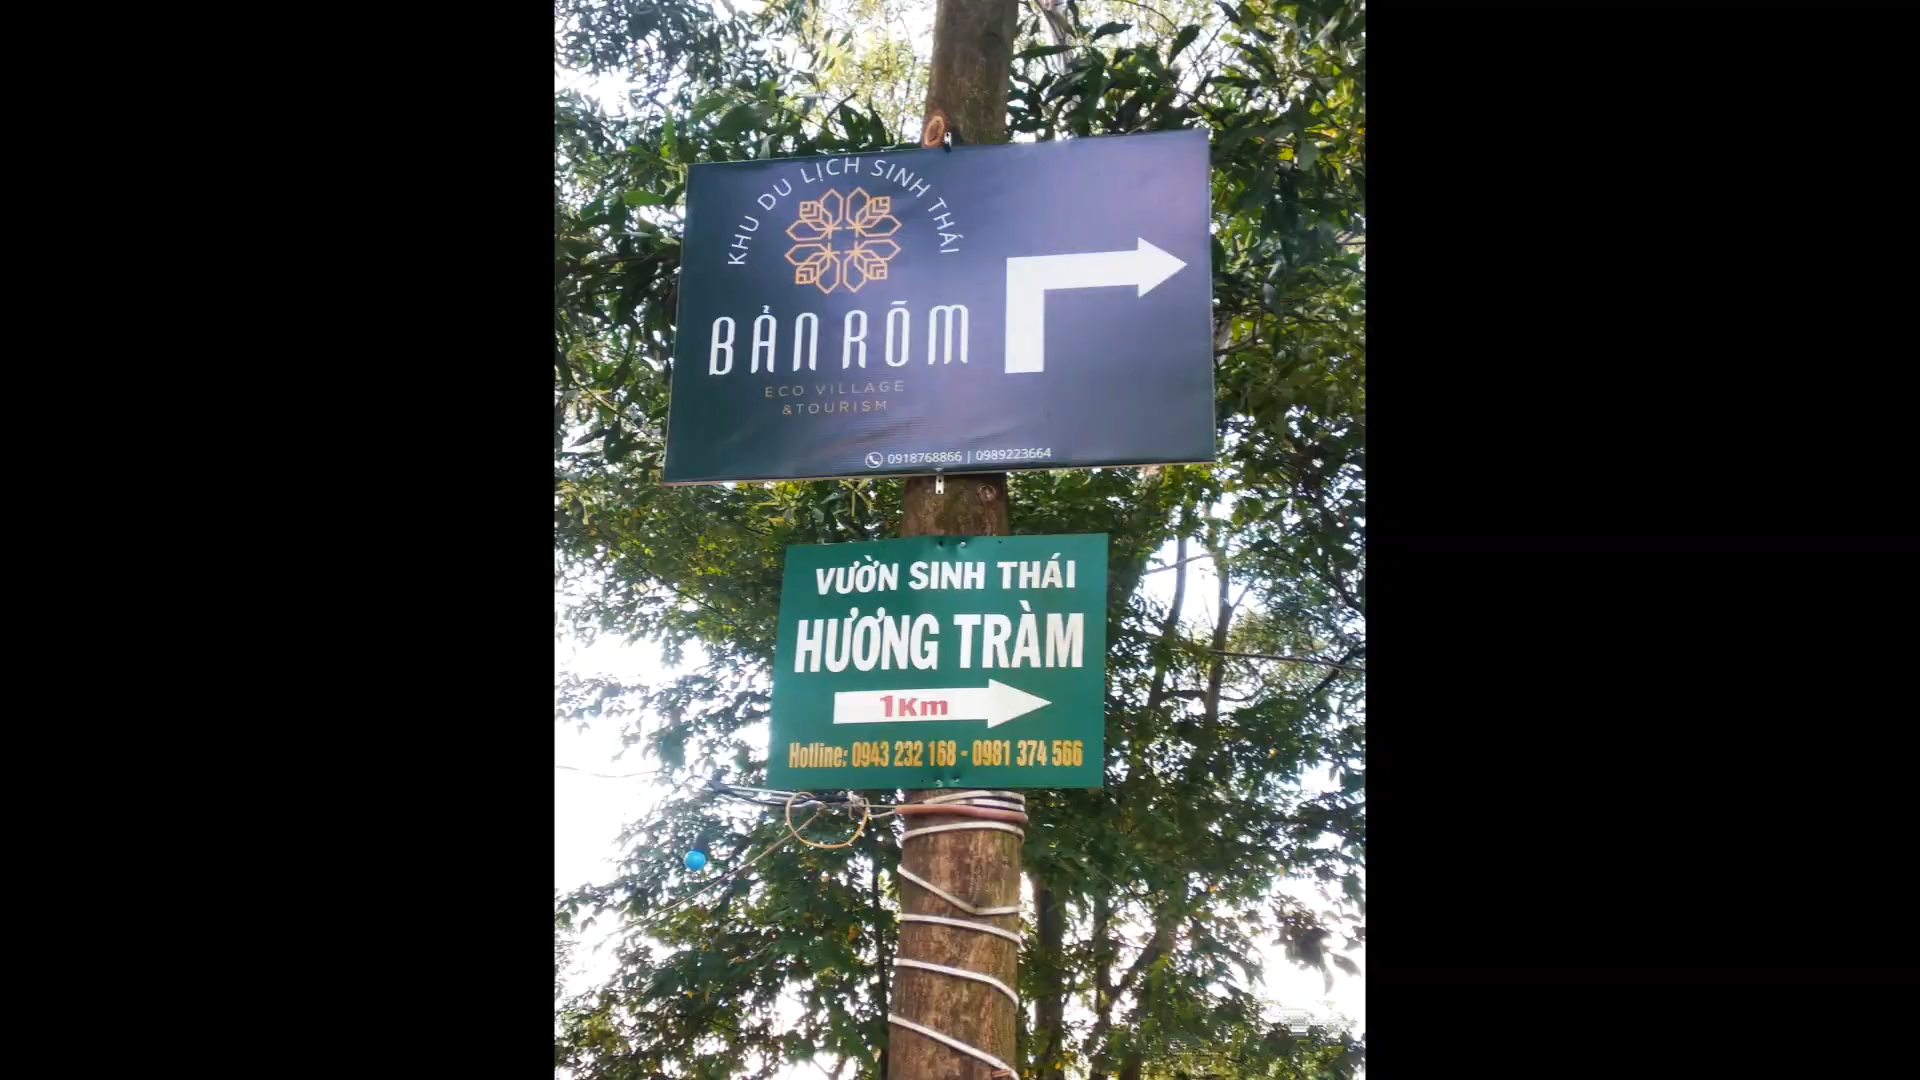 KHU DU LỊCH SINH THÁI
BẢN RÕM
ECO VILLAGE
&TOURISM
0918768866 | 0989223664
VƯỜN SINH THÁI
HƯƠNG TRÀM
1Km
Hotline: 0943 232 168 - 0981 374 566